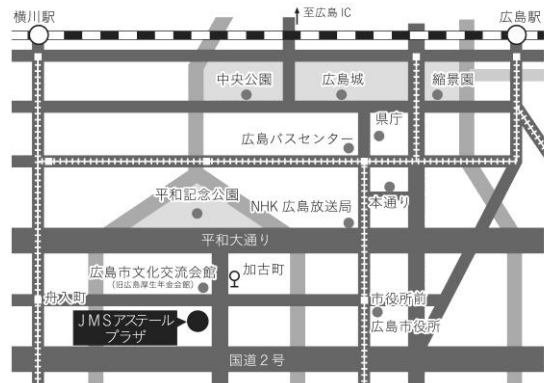 横川駅
至広島IC
広島駅
中央公園
広島城
縮景園
県庁
広島バスセンター
平和記念公園
NHK 広島放送局
本通り
平和大通り
広島市文化交流会館
(旧広島厚生年金会館)
加古町
舟入町
市役所前
広島市役所
JMSアステール
プラザ
国道2号